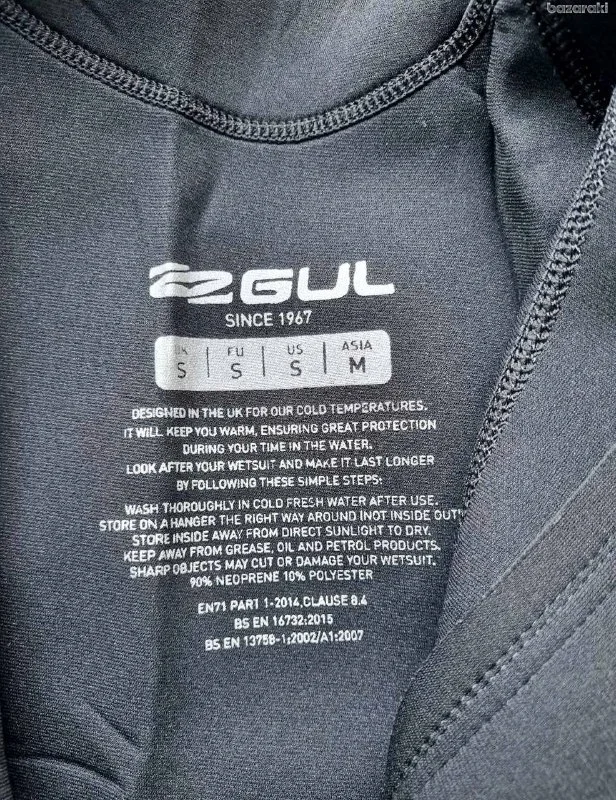 bazaraki
GUL
SINCE 1967
UK EU US ASIA
S S S M
DESIGNED IN THE UK FOR OUR COLD TEMPERATURES.
IT WILL KEEP YOU WARM, ENSURING GREAT PROTECTION
DURING YOUR TIME IN THE WATER.
LOOK AFTER YOUR WETSUIT AND MAKE IT LAST LONGER
BY FOLLOWING THESE SIMPLE STEPS:
WASH THOROUGHLY IN COLD FRESH WATER AFTER USE.
STORE ON A HANGER THE RIGHT WAY AROUND (NOT INSIDE OUT)
STORE INSIDE AWAY FROM DIRECT SUNLIGHT TO DRY.
KEEP AWAY FROM GREASE, OIL AND PETROL PRODUCTS.
SHARP OBJECTS MAY CUT OR DAMAGE YOUR WETSUIT.
90% NEOPRENE 10% POLYESTER
EN71 PART 1-2014,CLAUSE 8.4
BS EN 16732:2015
BS EN 13758-1:2002/A1:2007